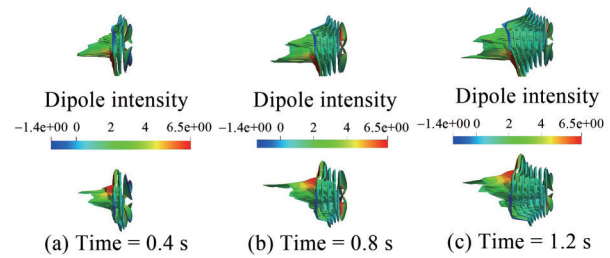 Dipole intensity
−1.4e+00 0 2 4 6.5e+00
(a) Time = 0.4 s
Dipole intensity
−1.4e+00 0 2 4 6.5e+00
(b) Time = 0.8 s
Dipole intensity
−1.4e+00 0 2 4 6.5e+00
(c) Time = 1.2 s